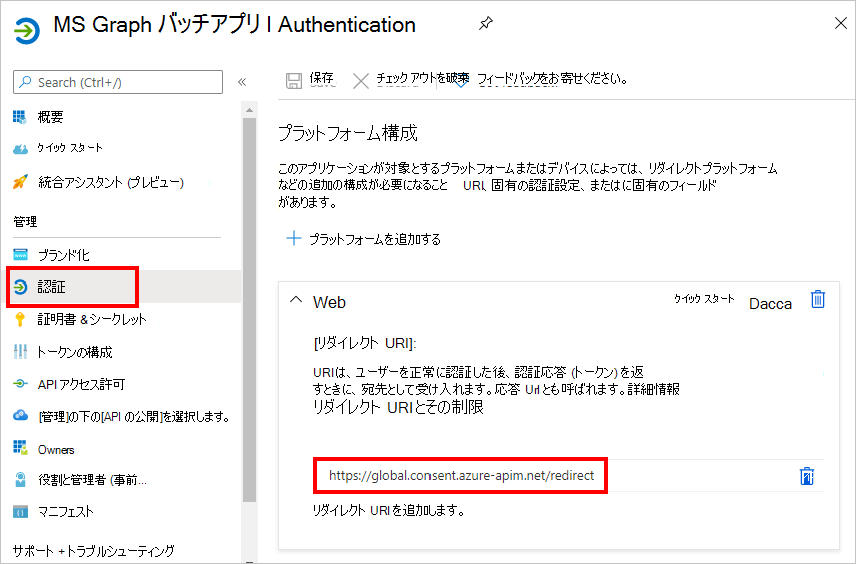 MS Graph バッチアプリ I Authentication
Search (Ctrl+/)
«
概要
クイック スタート
統合アシスタント (プレビュー)
管理
ブランド化
認証
証明書 &シークレット
トークンの構成
API アクセス許可
[管理]の下の[API の公開]を選択します。
Owners
役割と管理者 (事前...
マニフェスト
サポート +トラブルシューティング
保存 チェック アウトを破棄 フィードバックをお寄せください。
プラットフォーム構成
このアプリケーションが対象とするプラットフォームまたはデバイスによっては、リダイレクトプラットフォーム
などの追加の構成が必要になること URI、固有の認証設定、またはに固有のフィールド
があります。
プラットフォームを追加する
Web クイック スタート Dacca
[リダイレクト URI]:
URIは、ユーザーを正常に認証した後、認証応答 (トークン) を返
すときに、宛先として受け入れます。応答 Urlとも呼ばれます。詳細情報
リダイレクト URIとその制限
https://global.consent.azure-apim.net/redirect
リダイレクト URIを追加します。